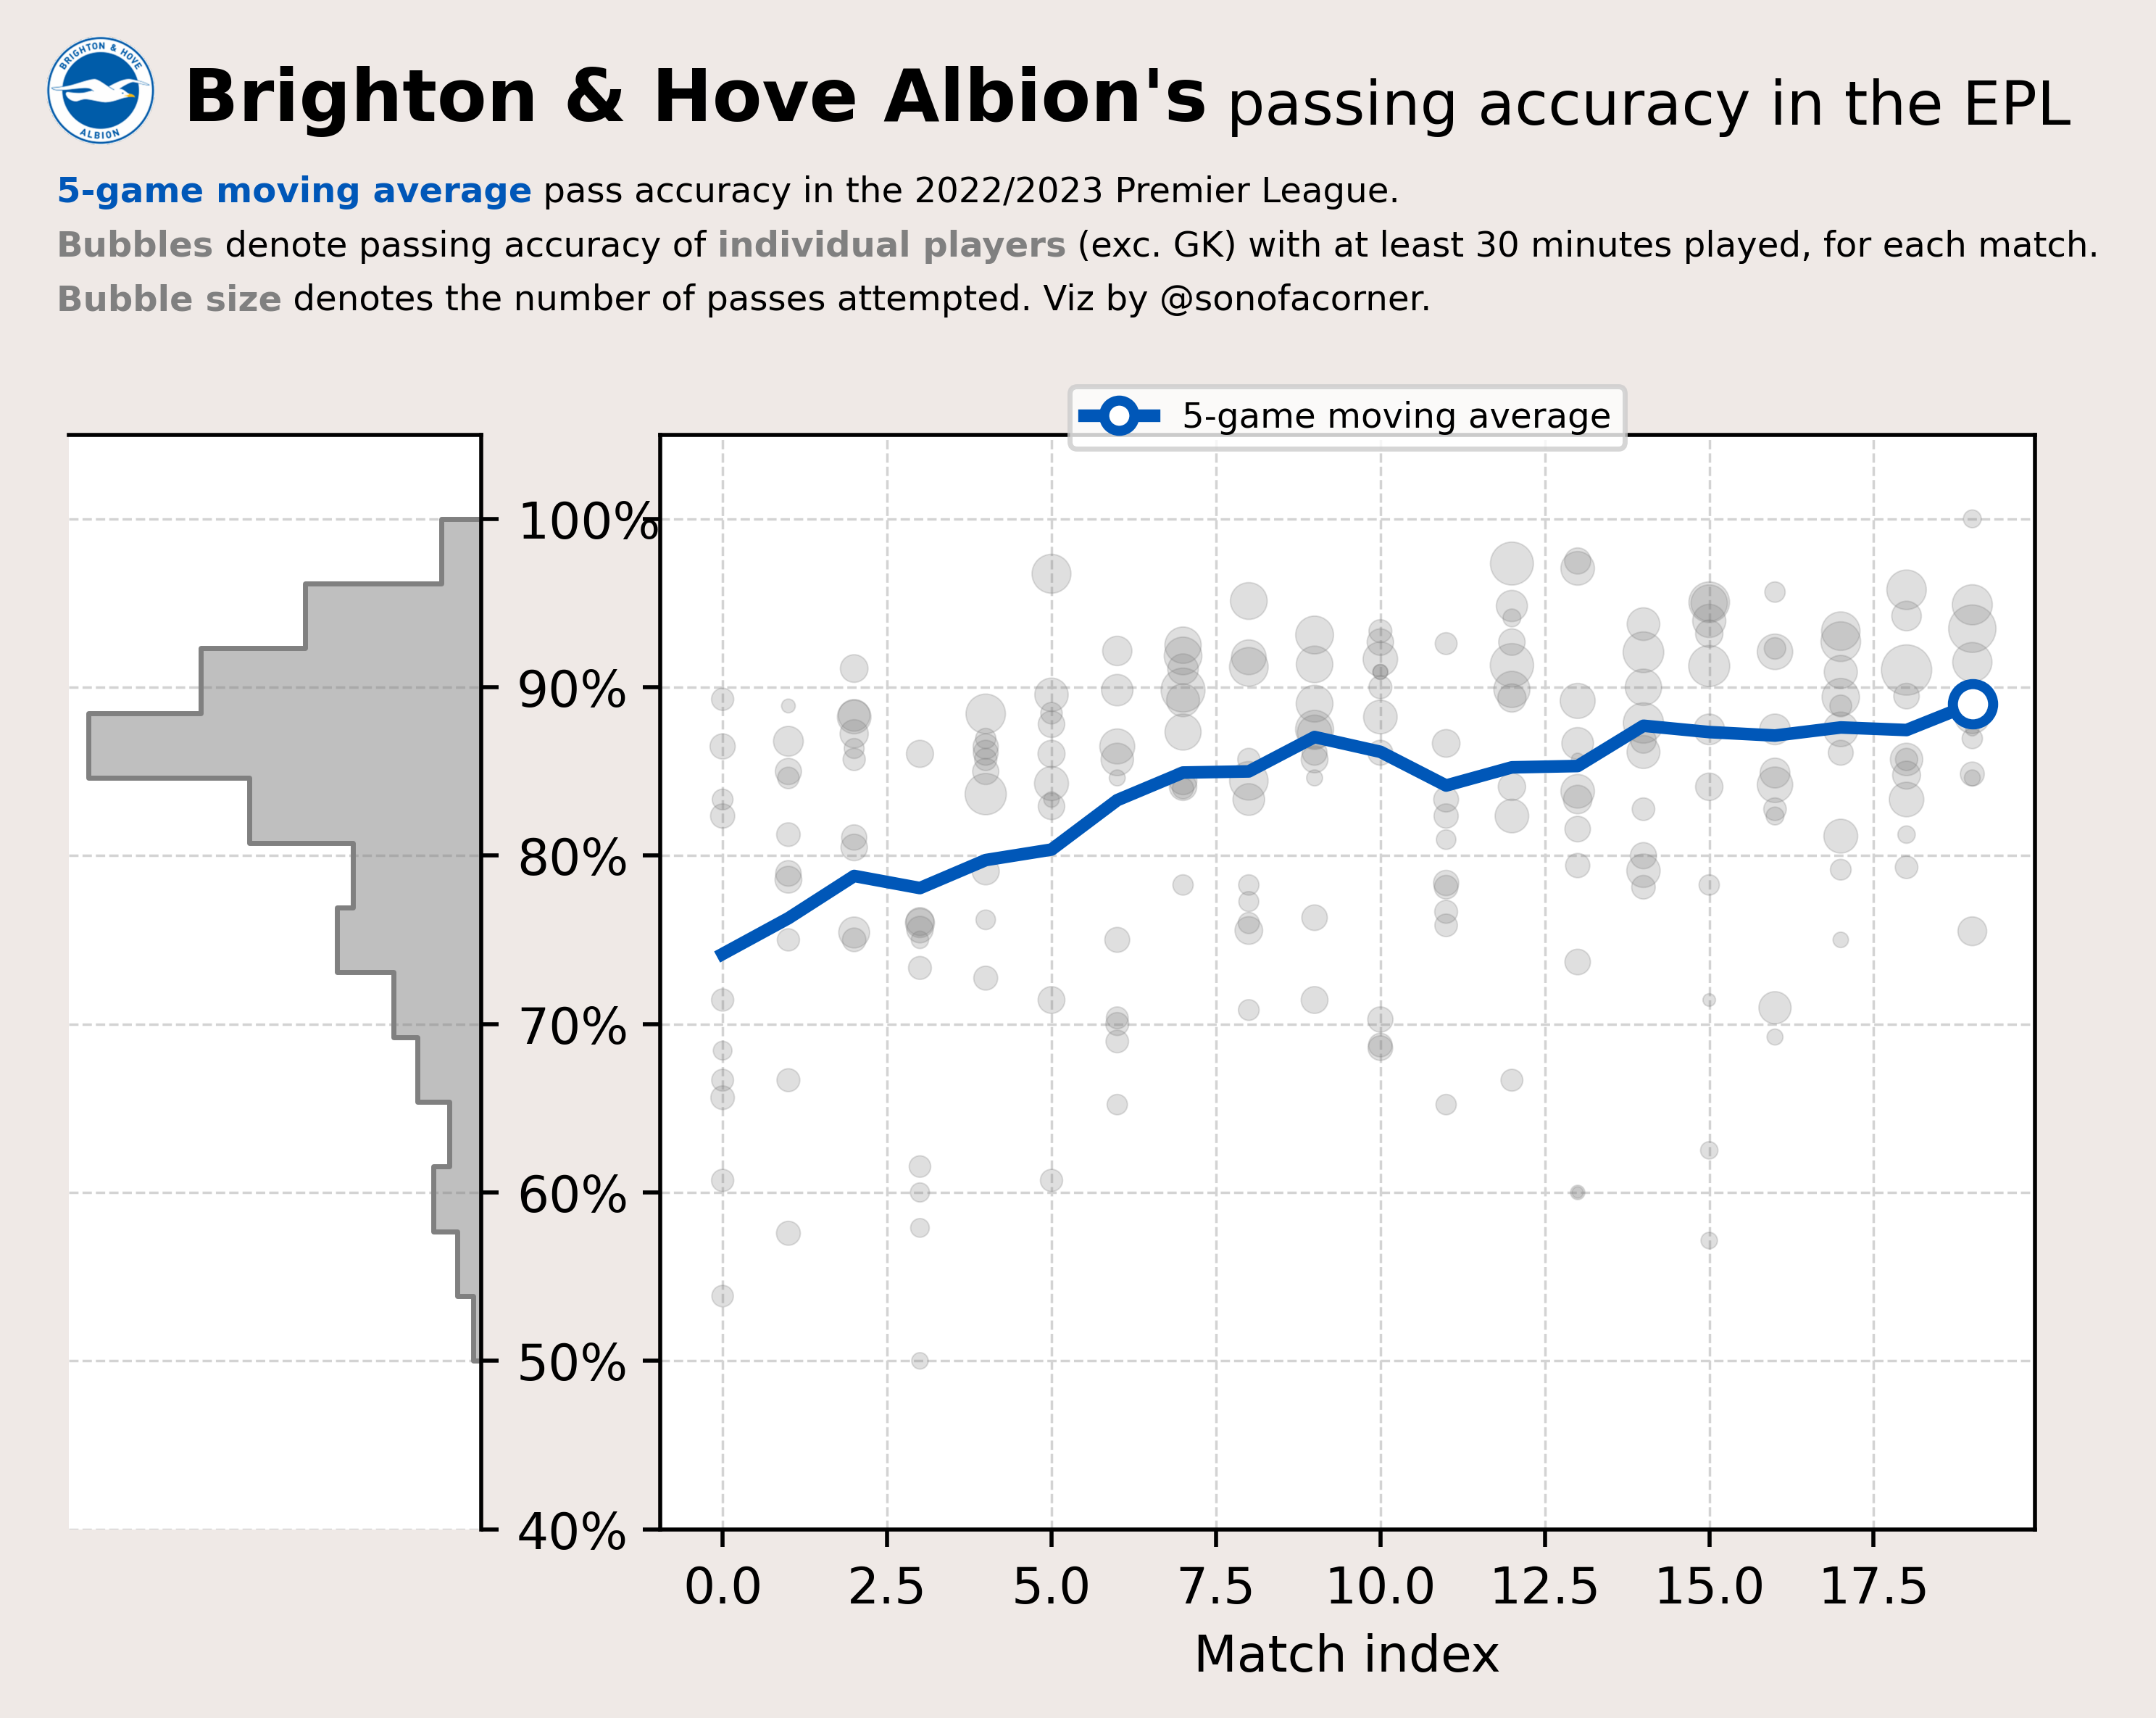 BRIGHTON & HOVE
ALBION
Brighton & Hove Albion's passing accuracy in the EPL
5-game moving average pass accuracy in the 2022/2023 Premier League.
Bubbles denote passing accuracy of individual players (exc. GK) with at least 30 minutes played, for each match.
Bubble size denotes the number of passes attempted. Viz by @sonofacorner.
5-game moving average
100%
90%
80%
70%
60%
50%
40%
0.0 2.5 5.0 7.5 10.0 12.5 15.0 17.5
Match index